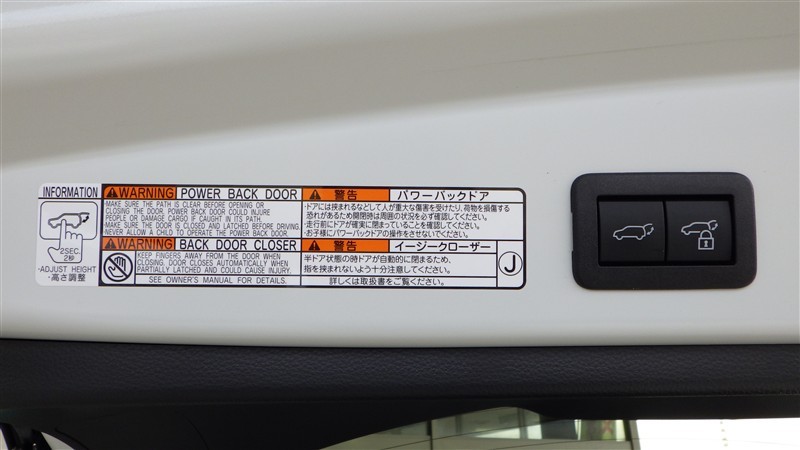 INFORMATION
2SEC
2秒
·ADJUST HEIGHT
·高さ調整
WARNING POWER BACK DOOR
·MAKE SURE THE PATH IS CLEAR BEFORE OPENING OR
CLOSING THE DOOR. POWER BACK DOOR COULD INJURE
PEOPLE OR DAMAGE CARGO IF CAUGHT IN ITS PATH.
·MAKE SURE THE DOOR IS CLOSED AND LATCHED BEFORE DRIVING.
·NEVER ALLOW A CHILD TO OPERATE THE POWER BACK DOOR.
警告 パワーバックドア
·ドアには挟まれるなどして人が重大な傷害を受けたり、荷物を損傷する
恐れがあるため開閉時は周囲の状況を必ず確認してください。
·走行前にドアが確実に閉まっていることを確認してください。
·お子様にパワーバックドアの操作をさせないでください。
WARNING BACK DOOR CLOSER
KEEP FINGERS AWAY FROM THE DOOR WHEN
CLOSING. DOOR CLOSES AUTOMATICALLY WHEN
PARTIALLY LATCHED AND COULD CAUSE INJURY.
警告 イージークローザー
半ドア状態の時ドアが自動的に閉まるため、
指を挟まれないよう十分注意してください。
J
SEE OWNER'S MANUAL FOR DETAILS.
詳しくは取扱書をご覧ください。